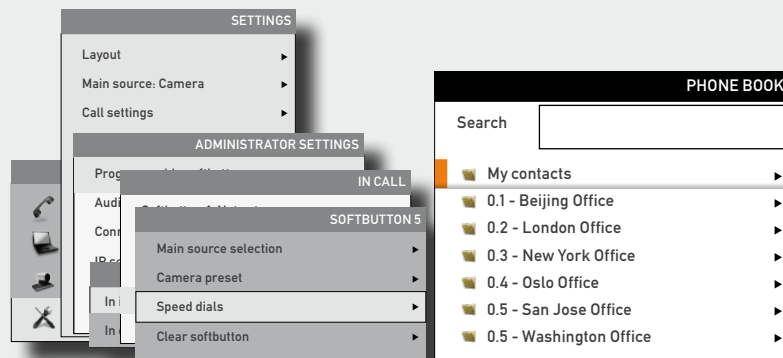 SETTINGS
Layout
Main source: Camera
Call settings
ADMINISTRATOR SETTINGS
IN CALL
SOFTBUTTON 5
Main source selection
Camera preset
Speed dials
Clear softbutton
PHONE BOOK
Search
My contacts
0.1 - Beijing Office
0.2 - London Office
0.3 - New York Office
0.4 - Oslo Office
0.5 - San Jose Office
0.5 - Washington Office